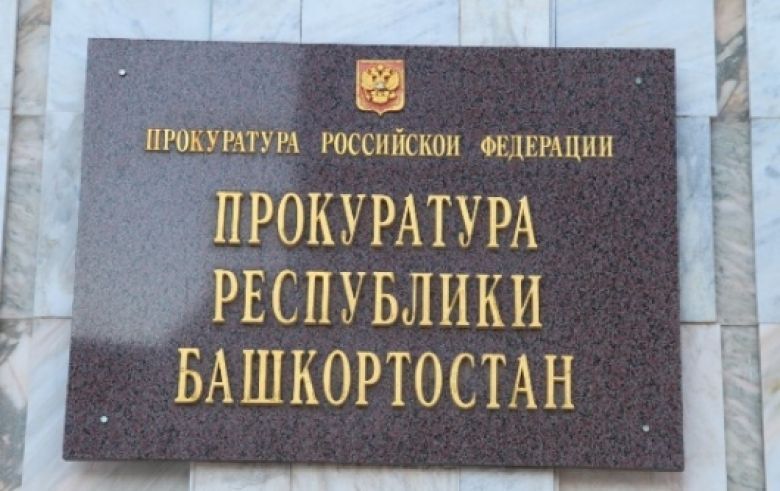 ПРОКУРАТУРА РОССИЙСКОЙ ФЕДЕРАЦИИ
ПРОКУРАТУРА
РЕСПУБЛИКИ
БАШКОРТОСТАН